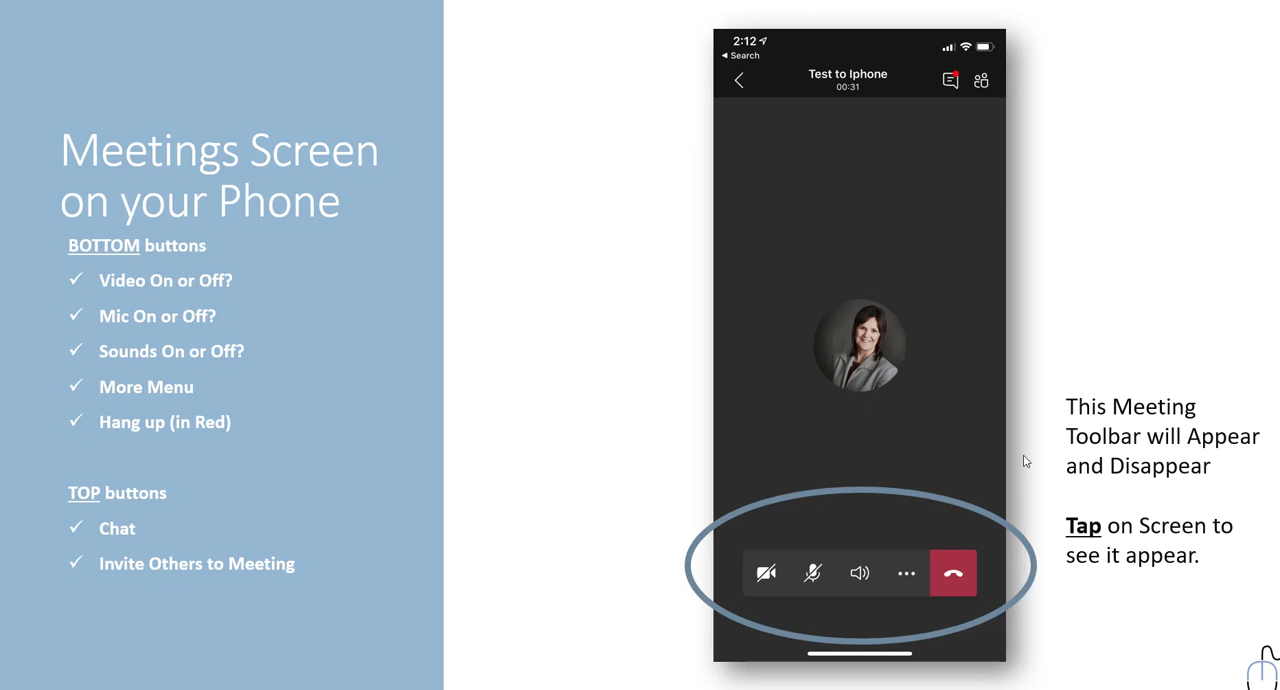 Meetings Screen
on your Phone
BOTTOM buttons
✓ Video On or Off?
✓ Mic On or Off?
✓ Sounds On or Off?
✓ More Menu
✓ Hang up (in Red)
TOP buttons
✓ Chat
✓ Invite Others to Meeting
2:12
◄ Search
Test to Iphone
00:31
This Meeting
Toolbar will Appear
and Disappear
Tap on Screen to
see it appear.